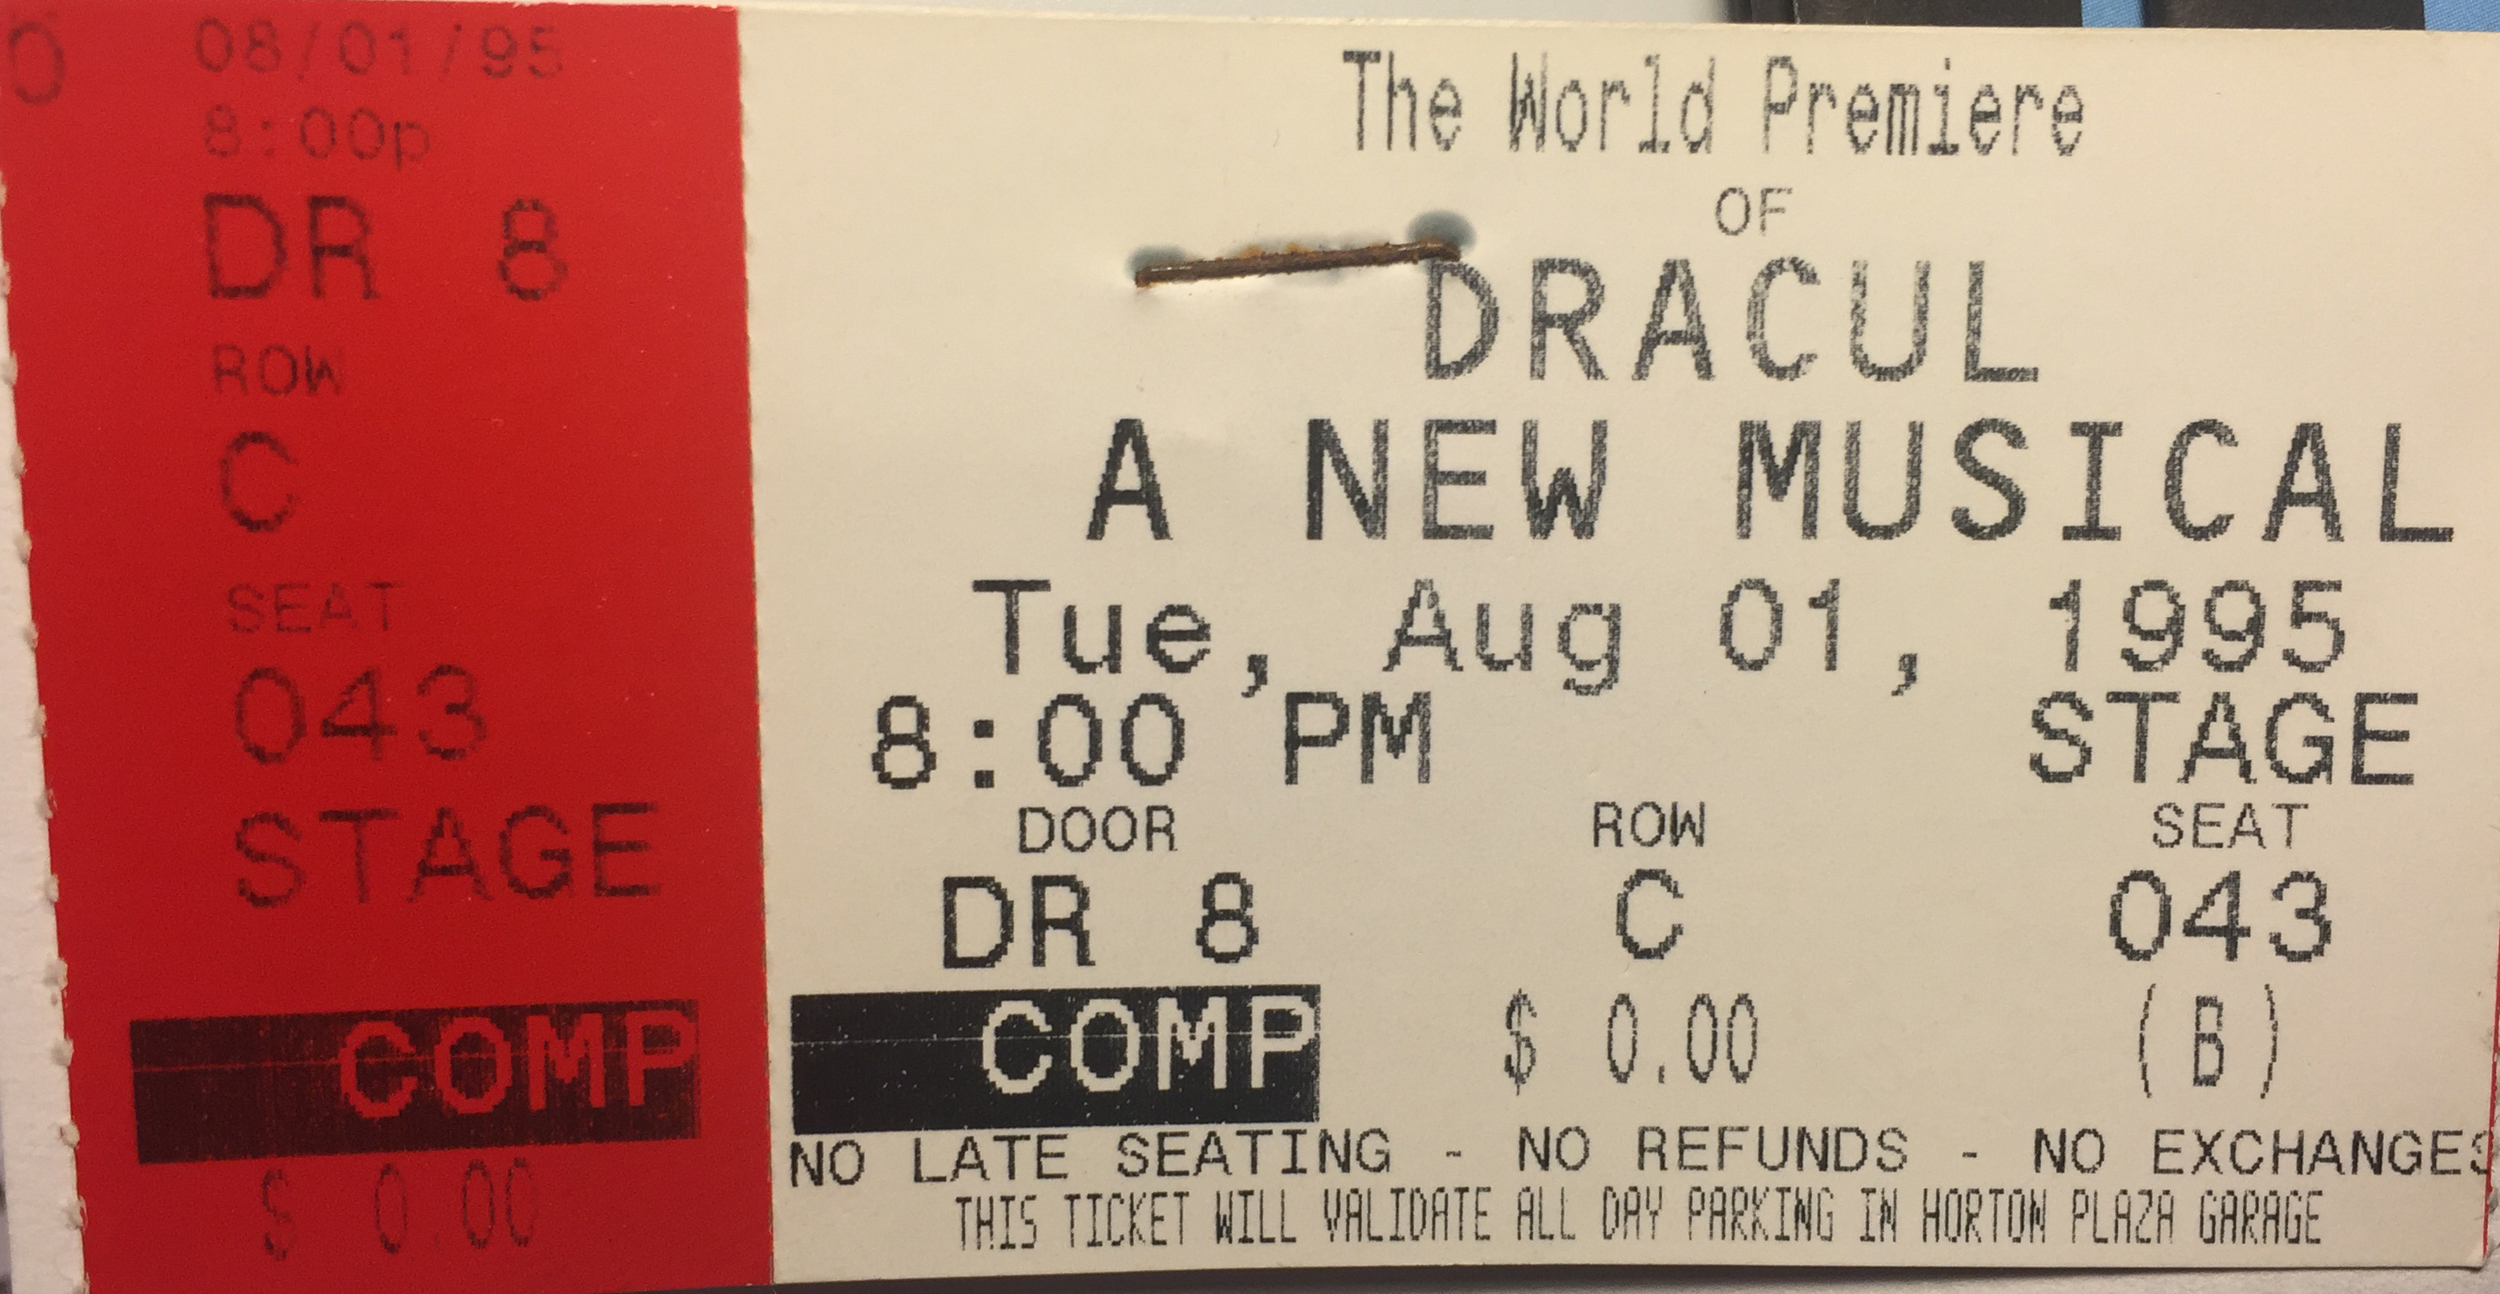 0
08/01/95
8:00p
DR 8
ROW
C
SEAT
043
STAGE
COMP
$ 0.00
The World Premiere
OF
DRACUL
A NEW MUSICAL
Tue, Aug 01, 1995
8:00 PM STAGE
DOOR ROW SEAT
DR 8 C 043
COMP $ 0.00 (B)
NO LATE SEATING - NO REFUNDS - NO EXCHANGES
THIS TICKET WILL VALIDATE ALL DAY PARKING IN HORTON PLAZA GARAGE